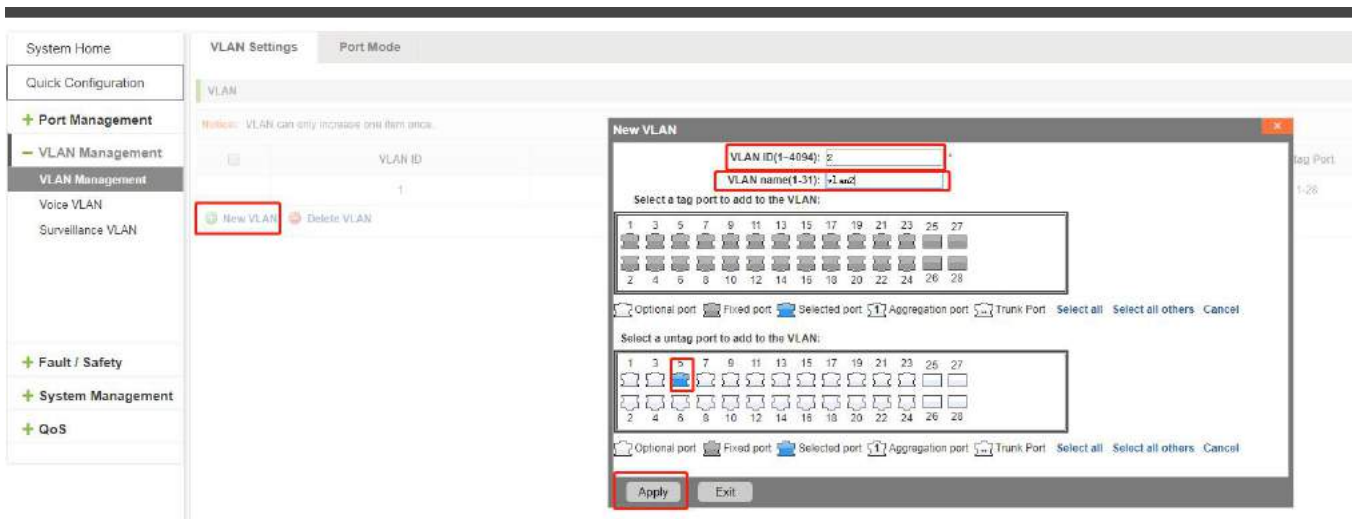 System Home
Quick Configuration
+ Port Management
− VLAN Management
VLAN Management
Voice VLAN
Surveillance VLAN
+ Fault / Safety
+ System Management
+ QoS
VLAN Settings Port Mode
VLAN
Notice: VLAN can only increase one item once.
VLAN ID
tag Port
1
1-28
New VLAN Delete VLAN
New VLAN
VLAN ID(1~4094): 2 *
VLAN name(1-31): vlan2
Select a tag port to add to the VLAN:
1 3 5 7 9 11 13 15 17 19 21 23 25 27
2 4 6 8 10 12 14 16 18 20 22 24 26 28
Optional port Fixed port Selected port 1 Aggregation port Trunk Port Select all Select all others Cancel
Select a untag port to add to the VLAN:
1 3 5 7 9 11 13 15 17 19 21 23 25 27
2 4 6 8 10 12 14 16 18 20 22 24 26 28
Optional port Fixed port Selected port 1 Aggregation port Trunk Port Select all Select all others Cancel
Apply Exit